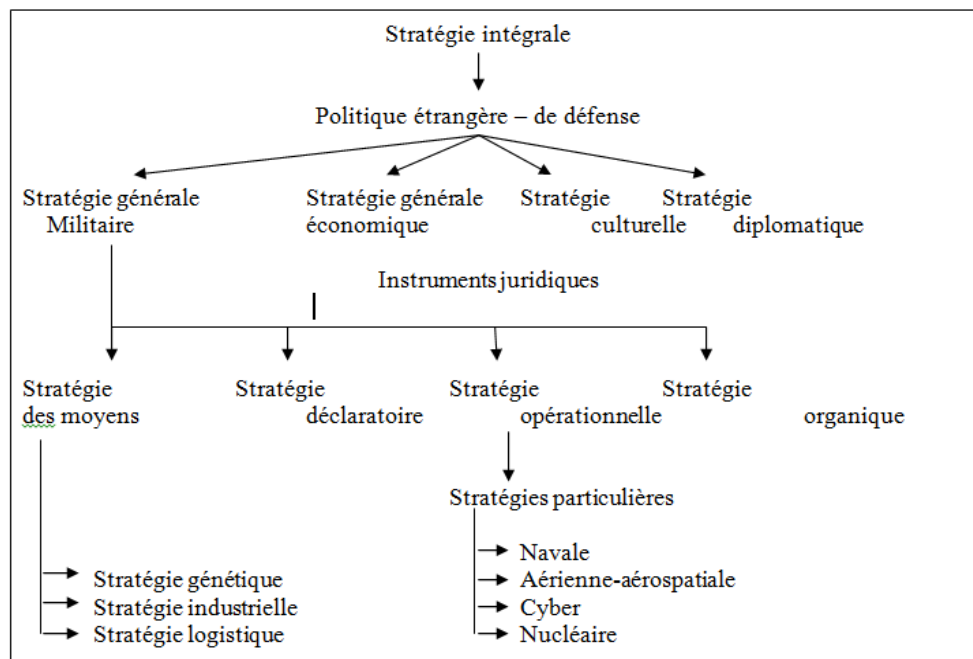 Stratégie intégrale
Politique étrangère – de défense
Stratégie générale Stratégie générale Stratégie Stratégie
Militaire économique culturelle diplomatique
Instruments juridiques
Stratégie Stratégie Stratégie Stratégie
des moyens déclaratoire opérationnelle organique
Stratégies particulières
Navale
Stratégie génétique Aérienne-aérospatiale
Stratégie industrielle Cyber
Stratégie logistique Nucléaire